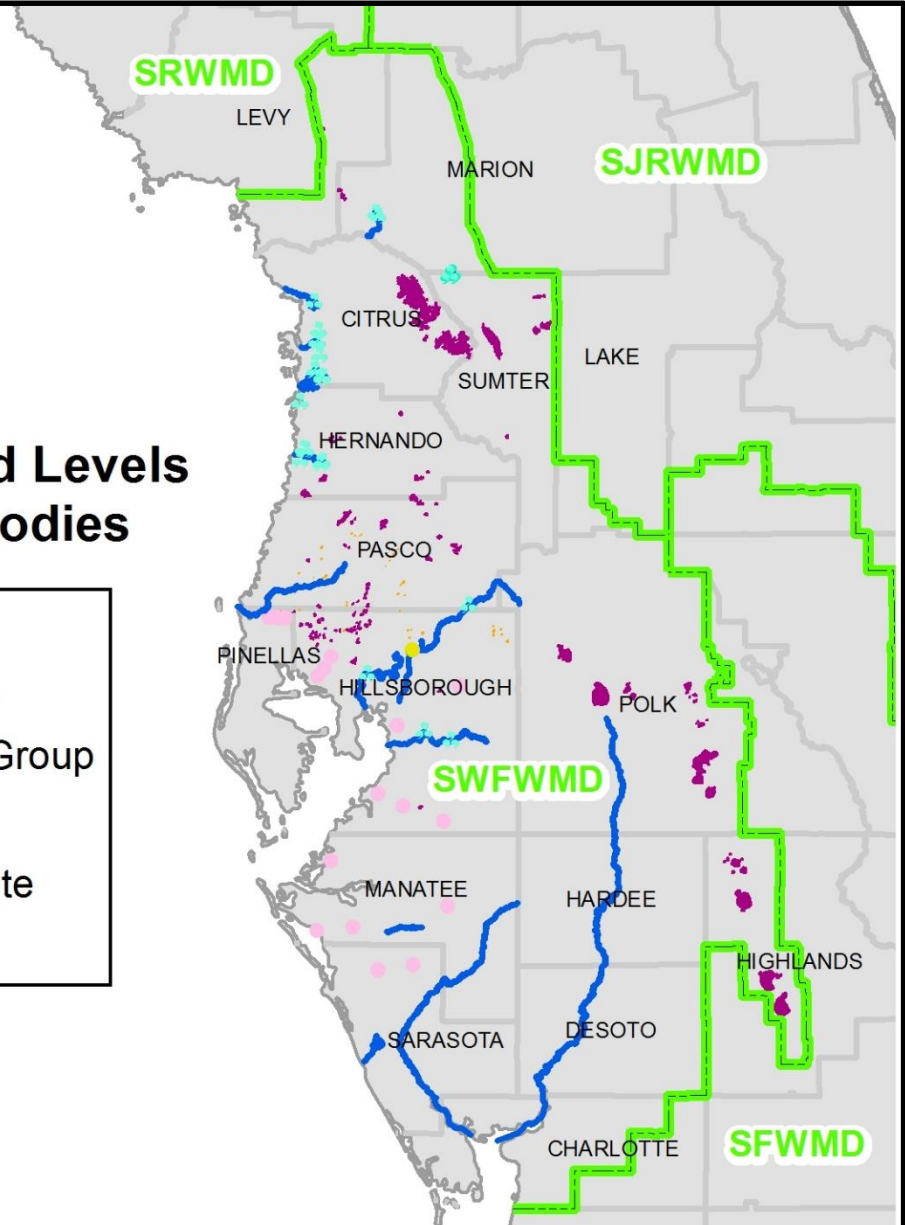 SRWMD
LEVY
MARION
SJRWMD
CITRUS
LAKE
SUMTER
HERNANDO
d Levels
odies
PASCO
PINELLAS
HILLSBOROUGH
POLK
Group
SWFWMD
te
MANATEE
HARDEE
HIGHLANDS
DESOTO
SARASOTA
CHARLOTTE
SFWMD